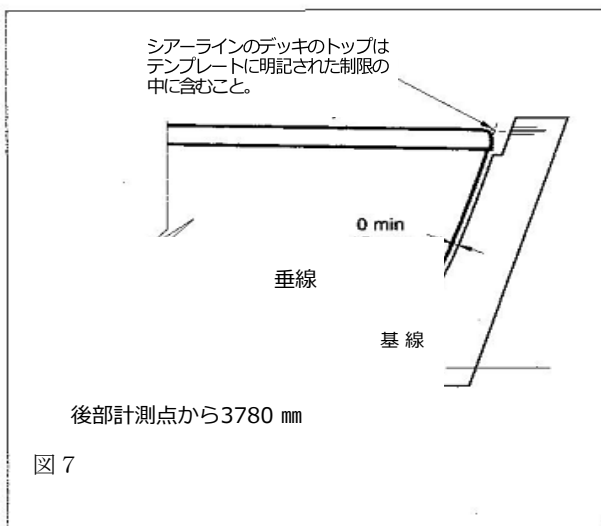 シアーラインのデッキのトップは
テンプレートに明記された制限の
中に含むこと。
0 min
垂線
基 線
後部計測点から3780 ㎜
図 7